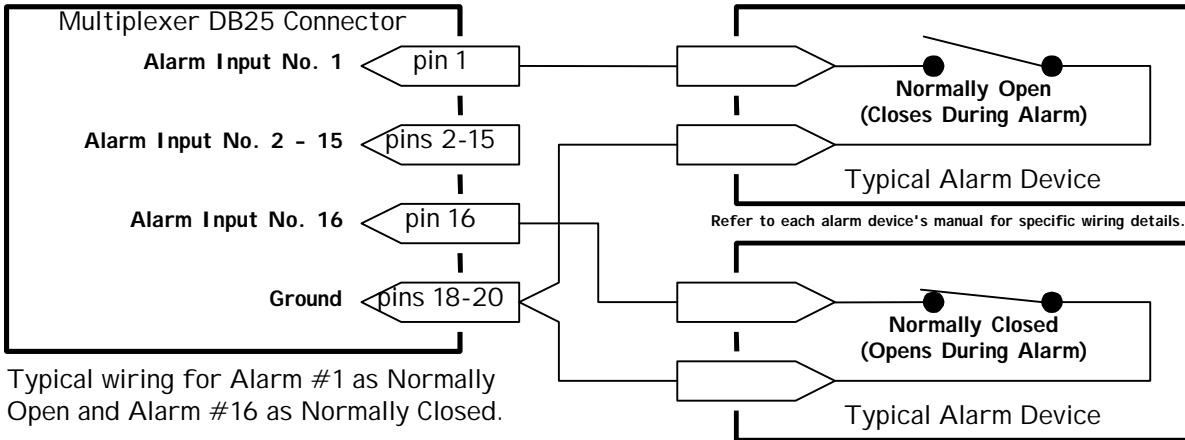 Multiplexer DB25 Connector
Alarm Input No. 1
pin 1
Alarm Input No. 2 - 15
pins 2-15
Alarm Input No. 16
pin 16
Ground
pins 18-20
Typical wiring for Alarm #1 as Normally
Open and Alarm #16 as Normally Closed.
Normally Open
(Closes During Alarm)
Typical Alarm Device
Refer to each alarm device's manual for specific wiring details.
Normally Closed
(Opens During Alarm)
Typical Alarm Device